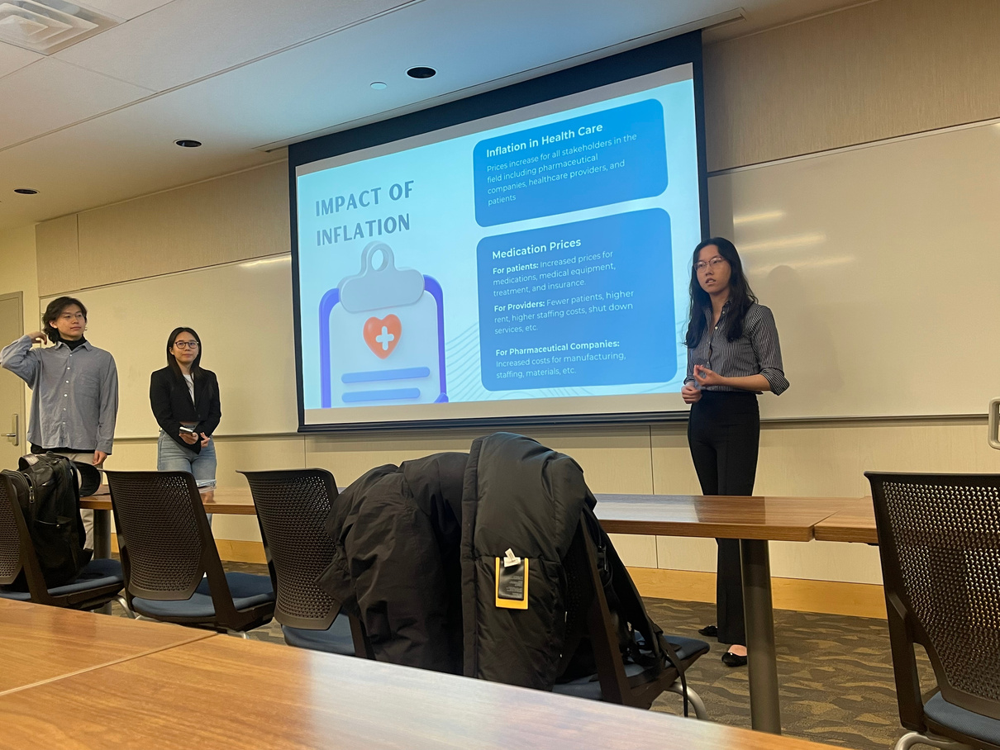 IMPACT OF
INFLATION
Inflation in Health Care
Prices increase for all stakeholders in the
field including pharmaceutical
companies, healthcare providers, and
patients
Medication Prices
For patients: Increased prices for
medications, medical equipment,
treatment, and insurance.
For Providers: Fewer patients, higher
rent, higher staffing costs, shut down
services, etc.
For Pharmaceutical Companies:
Increased costs for manufacturing,
staffing, materials, etc.